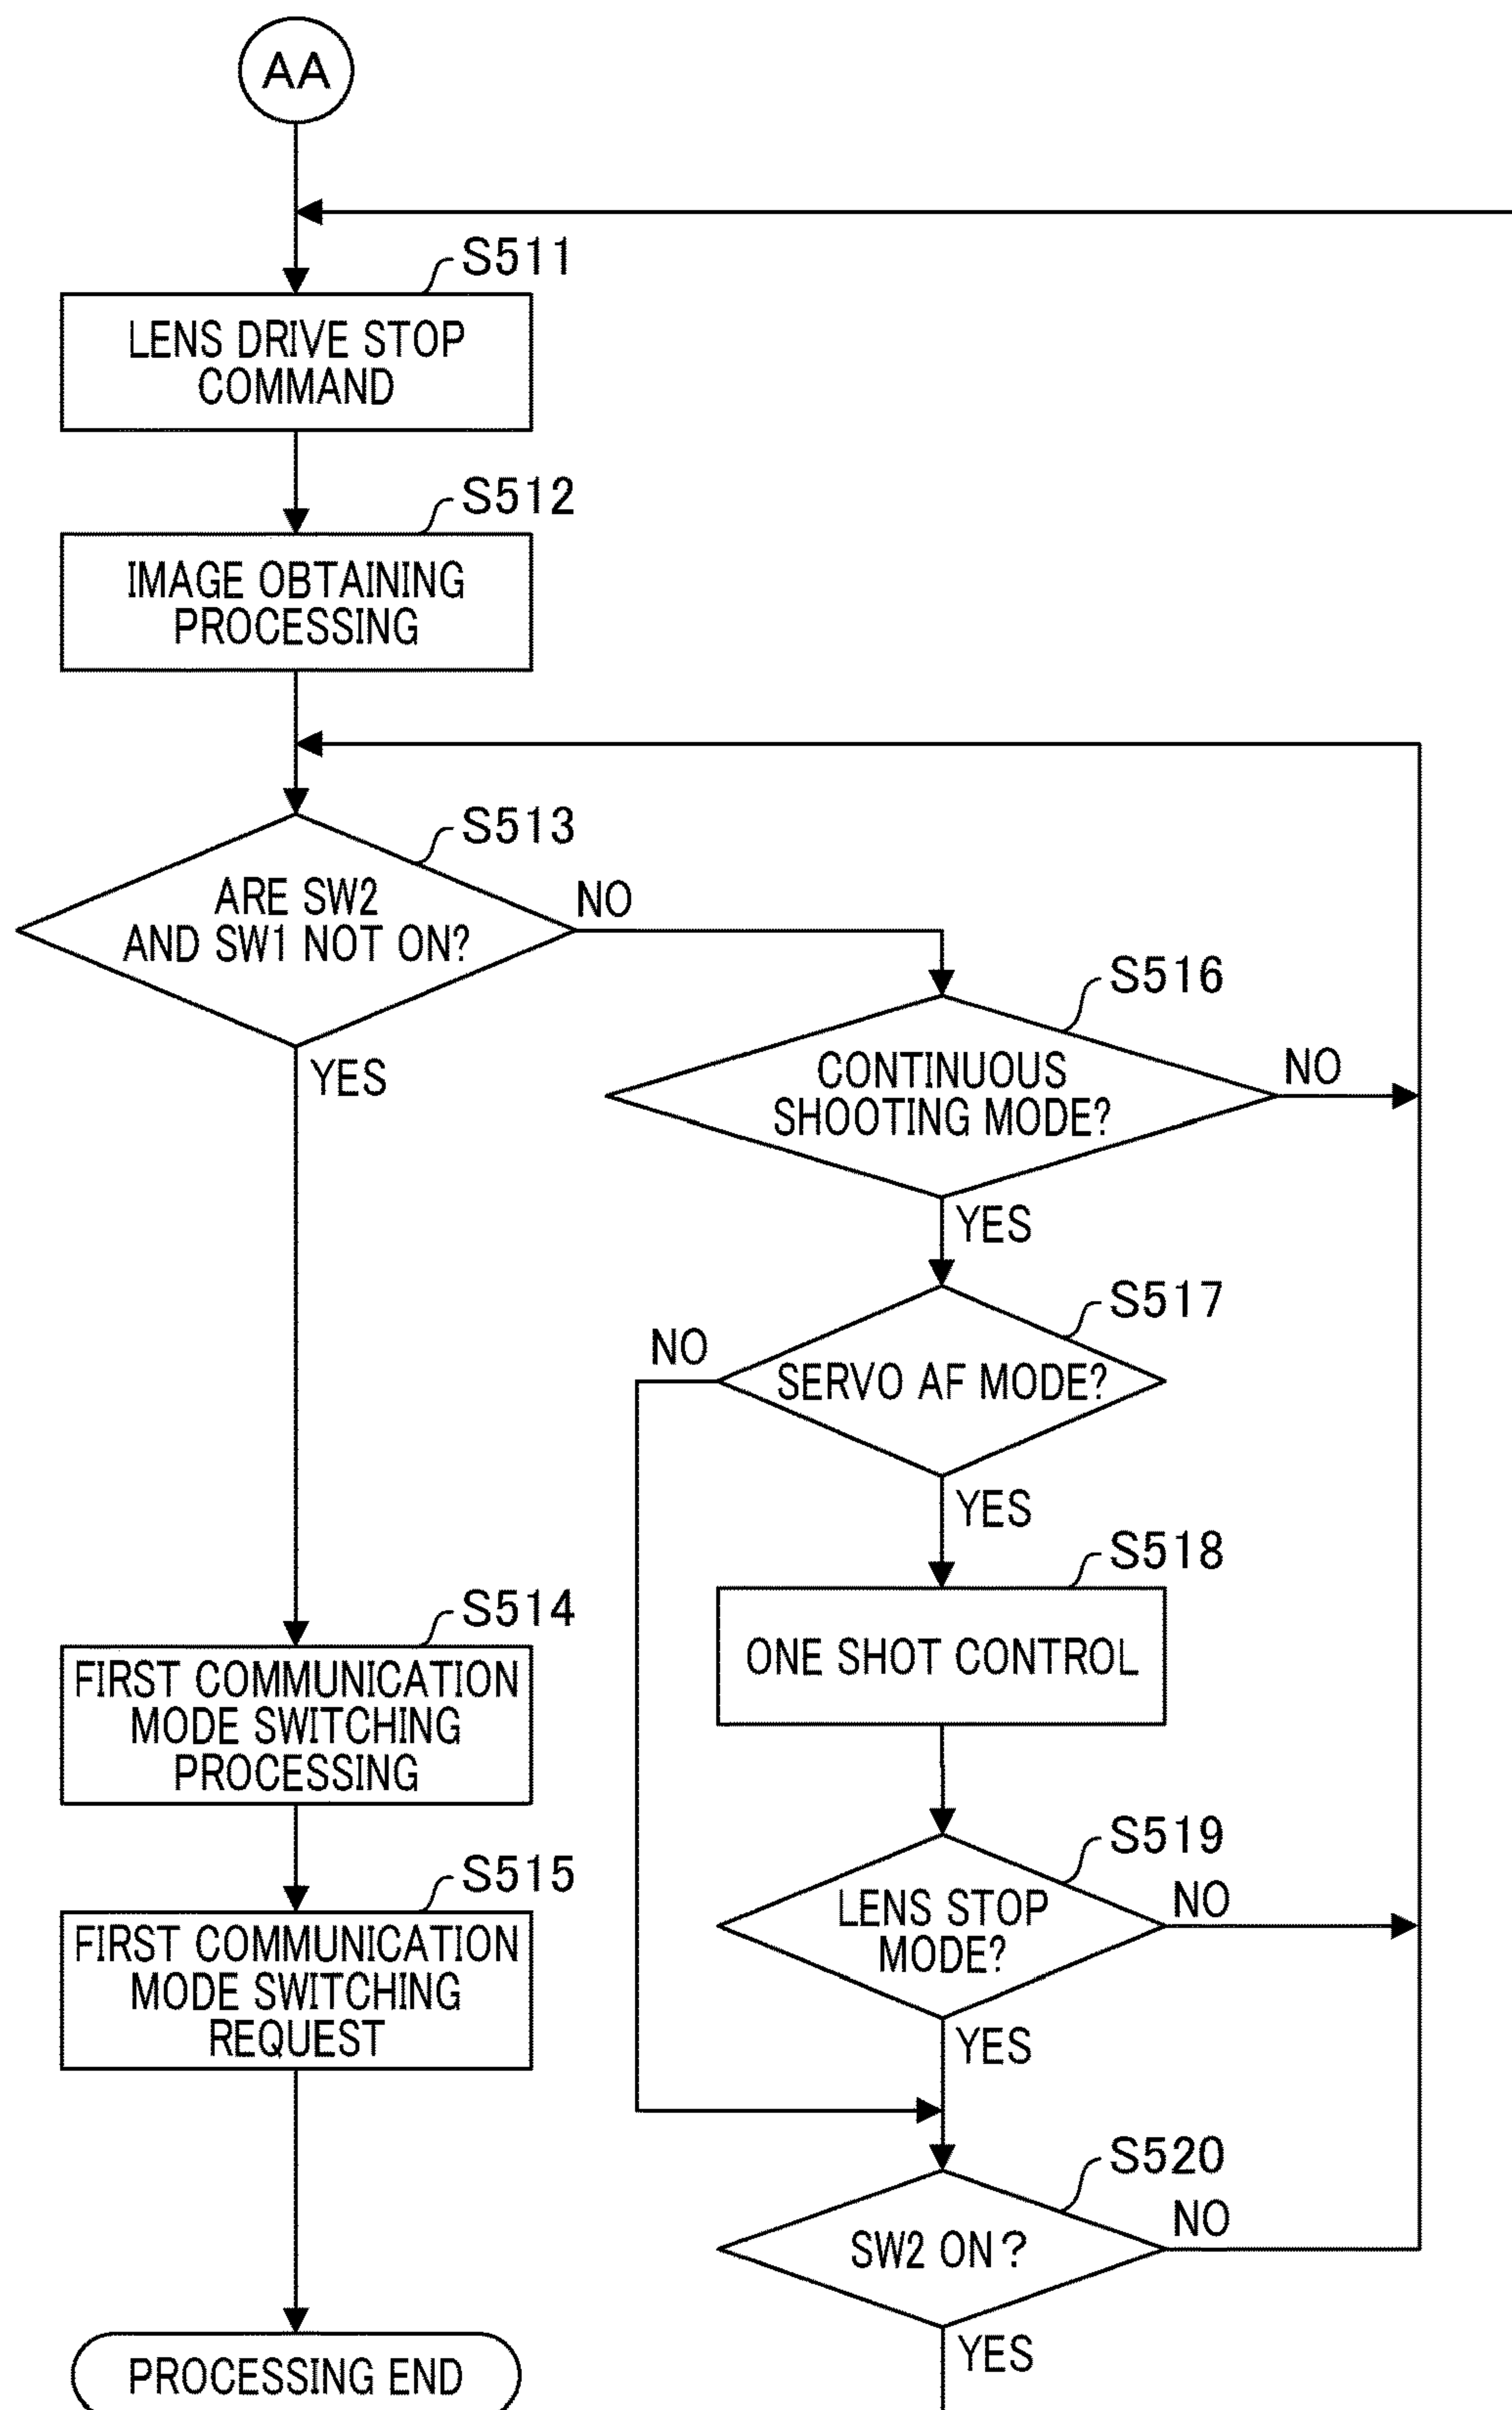 AA
S511
LENS DRIVE STOP
COMMAND
S512
IMAGE OBTAINING
PROCESSING
S513
ARE SW2
AND SW1 NOT ON?
NO
YES
S516
CONTINUOUS
SHOOTING MODE?
NO
YES
S517
SERVO AF MODE?
NO
YES
S518
ONE SHOT CONTROL
S519
LENS STOP
MODE?
NO
YES
S520
SW2 ON?
NO
YES
S514
FIRST COMMUNICATION
MODE SWITCHING
PROCESSING
S515
FIRST COMMUNICATION
MODE SWITCHING
REQUEST
PROCESSING END